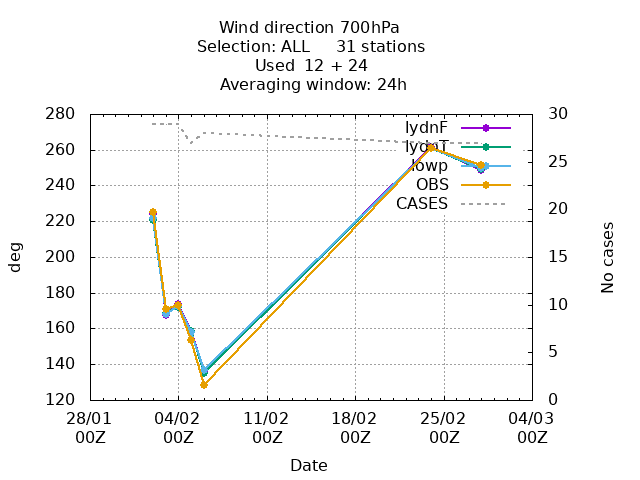 Wind direction 700hPa
Selection: ALL 31 stations
Used 12 + 24
Averaging window: 24h
280
260
240
220
200
180
160
140
120
30
25
20
15
10
5
0
deg
No cases
lydnF
lydnT
lowp
OBS
CASES
28/01 04/02 11/02 18/02 25/02 04/03
00Z 00Z 00Z 00Z 00Z 00Z
Date